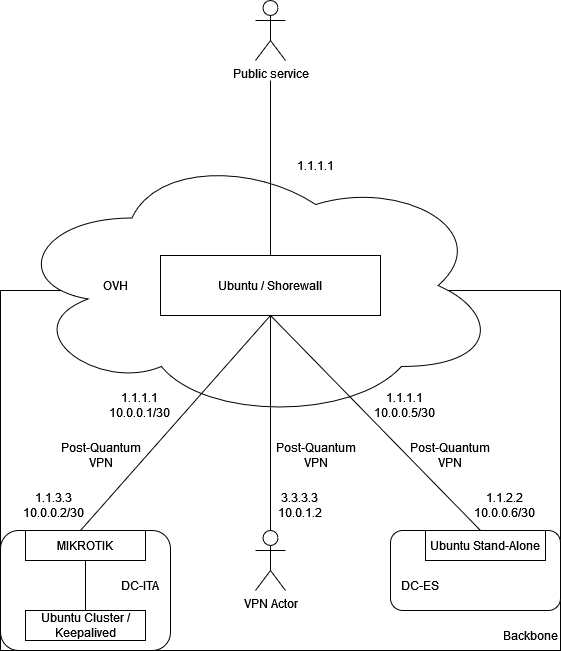 Public service
1.1.1.1
OVH
Ubuntu / Shorewall
1.1.1.1
10.0.0.1/30
1.1.1.1
10.0.0.5/30
Post-Quantum
VPN
Post-Quantum
VPN
Post-Quantum
VPN
1.1.3.3
10.0.0.2/30
3.3.3.3
10.0.1.2
1.1.2.2
10.0.0.6/30
MIKROTIK
Ubuntu Stand-Alone
DC-ITA
DC-ES
VPN Actor
Ubuntu Cluster /
Keepalived
Backbone